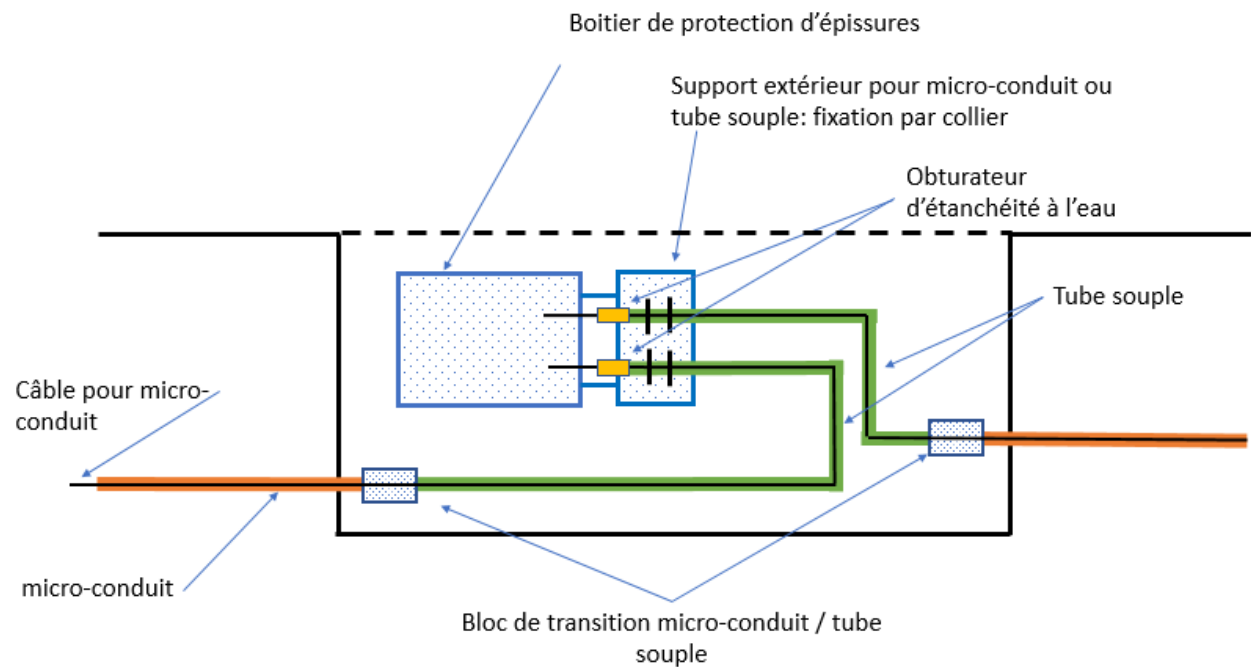 Boitier de protection d’épissures
Support extérieur pour micro-conduit ou
tube souple: fixation par collier
Obturateur
d’étanchéité à l’eau
Tube souple
Câble pour micro-
conduit
micro-conduit
Bloc de transition micro-conduit / tube
souple